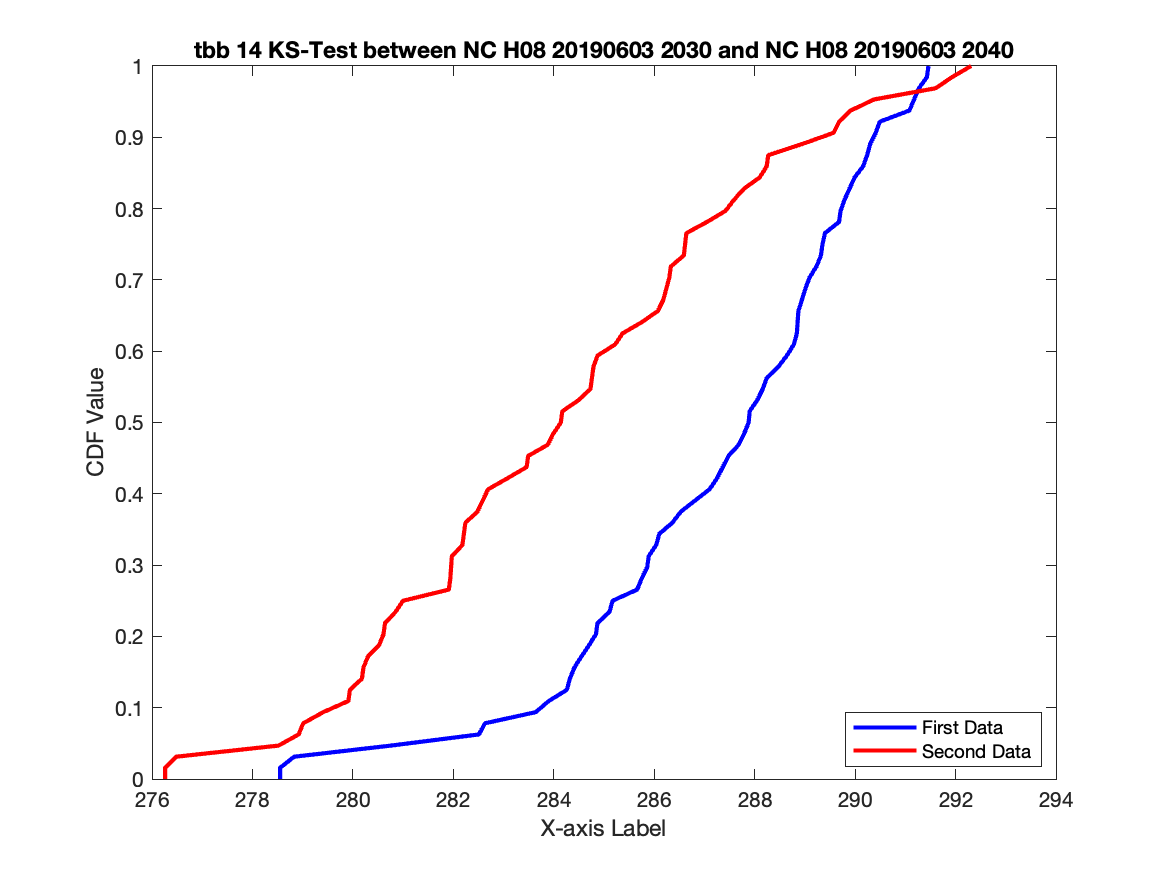 tbb 14 KS-Test between NC H08 20190603 2030 and NC H08 20190603 2040
1
0.9
0.8
0.7
0.6
0.5
0.4
0.3
0.2
0.1
0
CDF Value
276 278 280 282 284 286 288 290 292 294
X-axis Label
First Data
Second Data